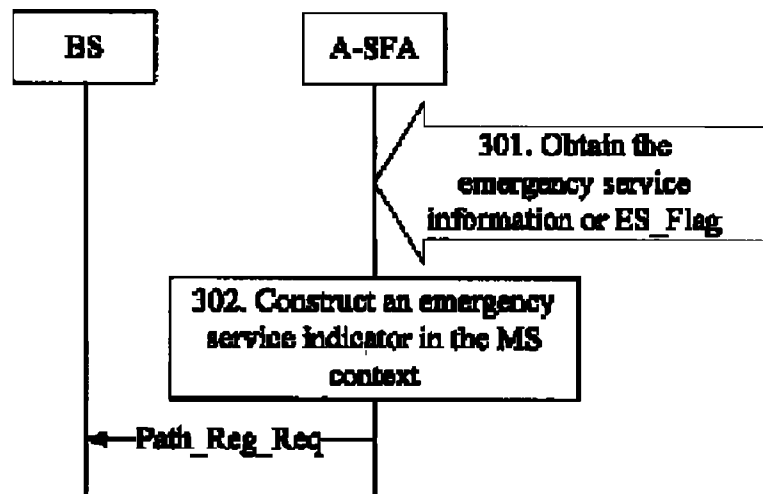 BS
A-SFA
301. Obtain the
emergency service
information or ES_Flag
302. Construct an emergency
service indicator in the MS
context
Path_Reg_Req